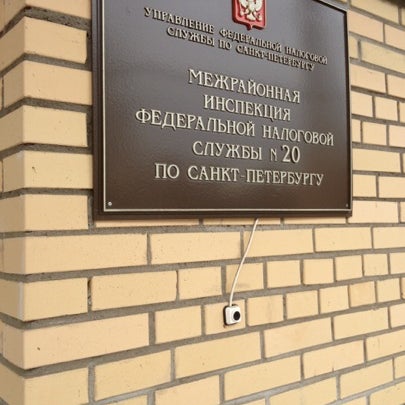 УПРАВЛЕНИЕ ФЕДЕРАЛЬНОЙ НАЛОГОВОЙ
СЛУЖБЫ ПО САНКТ-ПЕТЕРБУРГУ
МЕЖРАЙОННАЯ
ИНСПЕКЦИЯ
ФЕДЕРАЛЬНОЙ НАЛОГОВОЙ
СЛУЖБЫ № 20
ПО САНКТ-ПЕТЕРБУРГУ